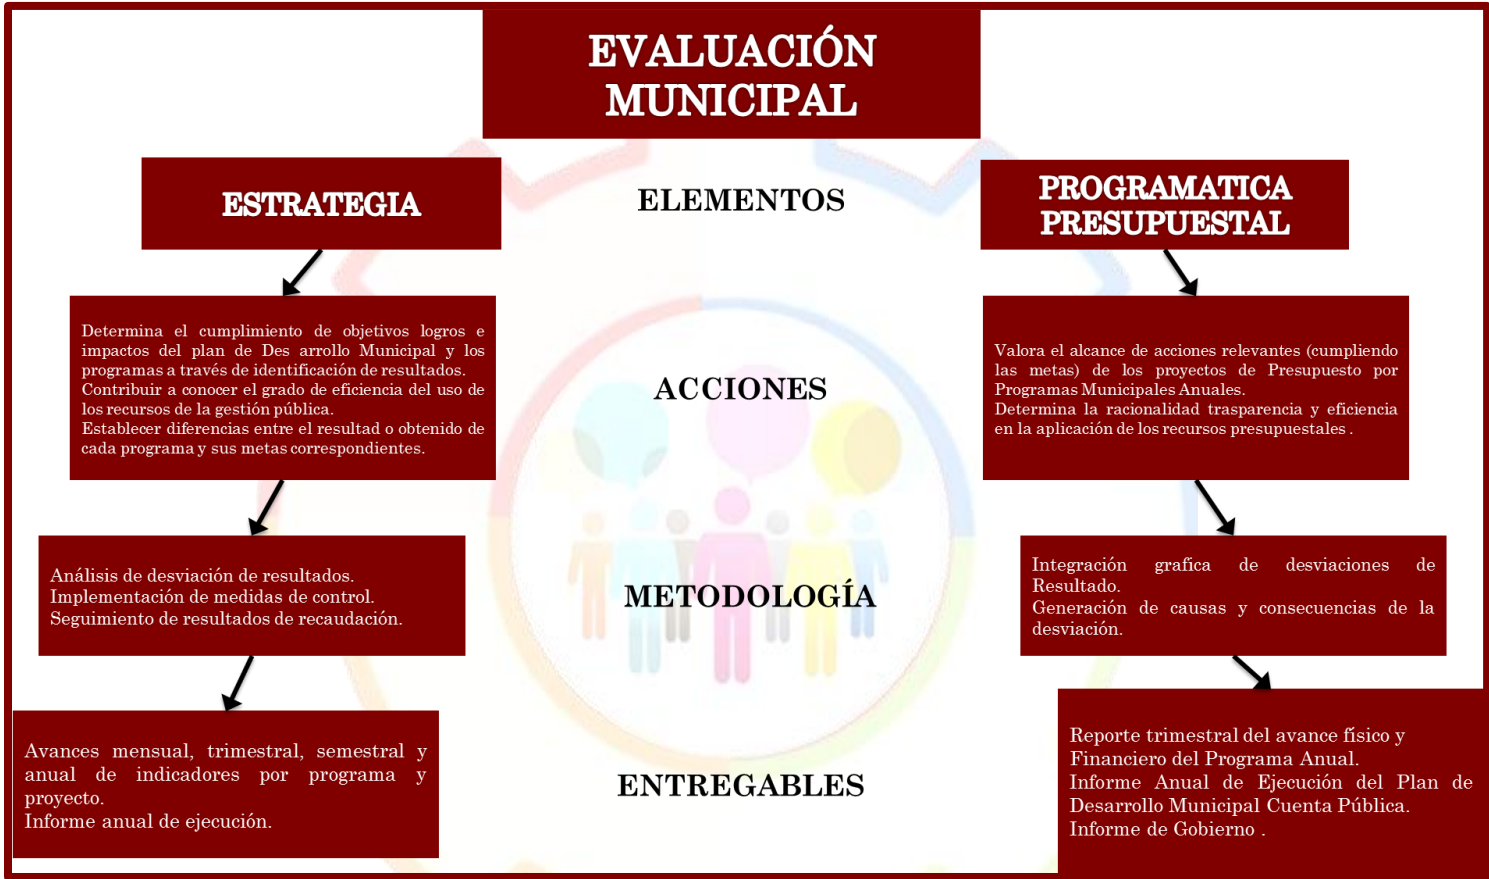 EVALUACIÓN
MUNICIPAL
ESTRATEGIA
ELEMENTOS
PROGRAMATICA
PRESUPUESTAL
Determina el cumplimiento de objetivos logros e
impactos del plan de Des arrollo Municipal y los
programas a través de identificación de resultados.
Contribuir a conocer el grado de eficiencia del uso de
los recursos de la gestión pública.
Establecer diferencias entre el resultad o obtenido de
cada programa y sus metas correspondientes.
ACCIONES
Valora el alcance de acciones relevantes (cumpliendo
las metas) de los proyectos de Presupuesto por
Programas Municipales Anuales.
Determina la racionalidad trasparencia y eficiencia
en la aplicación de los recursos presupuestales .
Análisis de desviación de resultados.
Implementación de medidas de control.
Seguimiento de resultados de recaudación.
METODOLOGÍA
Integración grafica de desviaciones de
Resultado.
Generación de causas y consecuencias de la
desviación.
Avances mensual, trimestral, semestral y
anual de indicadores por programa y
proyecto.
Informe anual de ejecución.
ENTREGABLES
Reporte trimestral del avance físico y
Financiero del Programa Anual.
Informe Anual de Ejecución del Plan de
Desarrollo Municipal Cuenta Pública.
Informe de Gobierno .